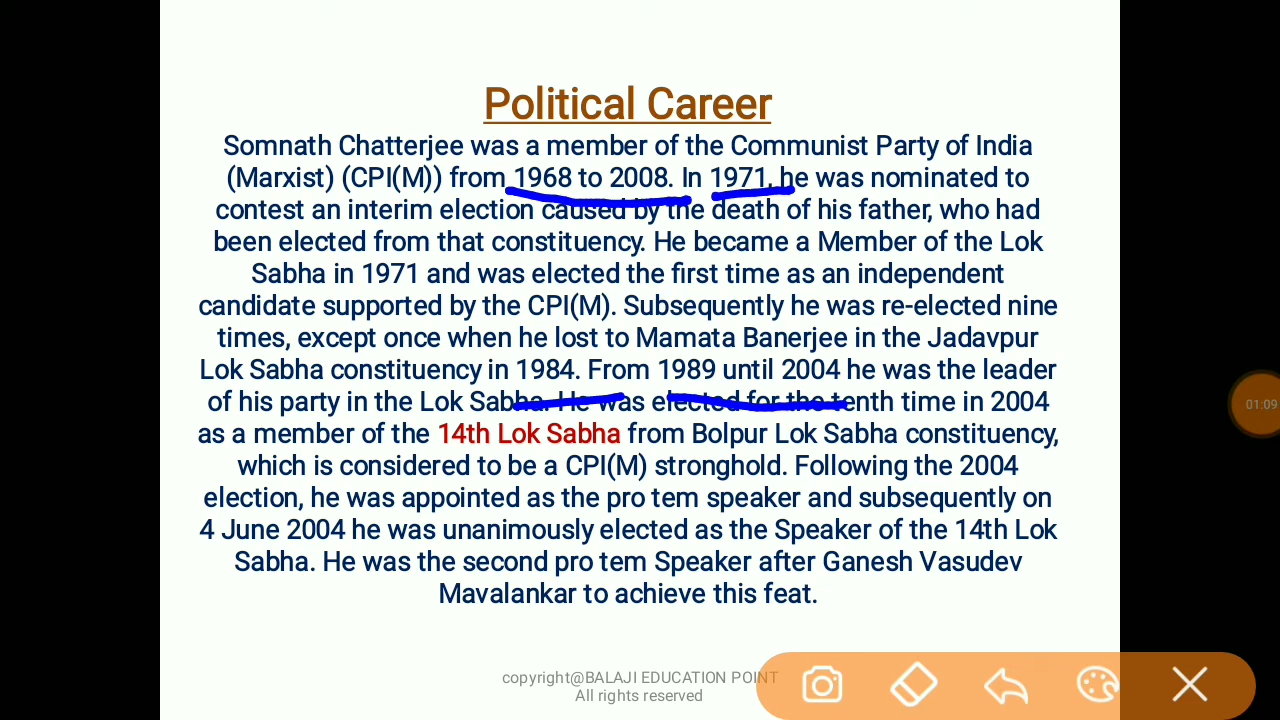 Political Career
Somnath Chatterjee was a member of the Communist Party of India
(Marxist) (CPI(M)) from 1968 to 2008. In 1971, he was nominated to
contest an interim election caused by the death of his father, who had
been elected from that constituency. He became a Member of the Lok
Sabha in 1971 and was elected the first time as an independent
candidate supported by the CPI(M). Subsequently he was re-elected nine
times, except once when he lost to Mamata Banerjee in the Jadavpur
Lok Sabha constituency in 1984. From 1989 until 2004 he was the leader
of his party in the Lok Sabha. He was elected for the tenth time in 2004
as a member of the 14th Lok Sabha from Bolpur Lok Sabha constituency,
which is considered to be a CPI(M) stronghold. Following the 2004
election, he was appointed as the pro tem speaker and subsequently on
4 June 2004 he was unanimously elected as the Speaker of the 14th Lok
Sabha. He was the second pro tem Speaker after Ganesh Vasudev
Mavalankar to achieve this feat.
01:09
copyright@BALAJI EDUCATION POINT
All rights reserved